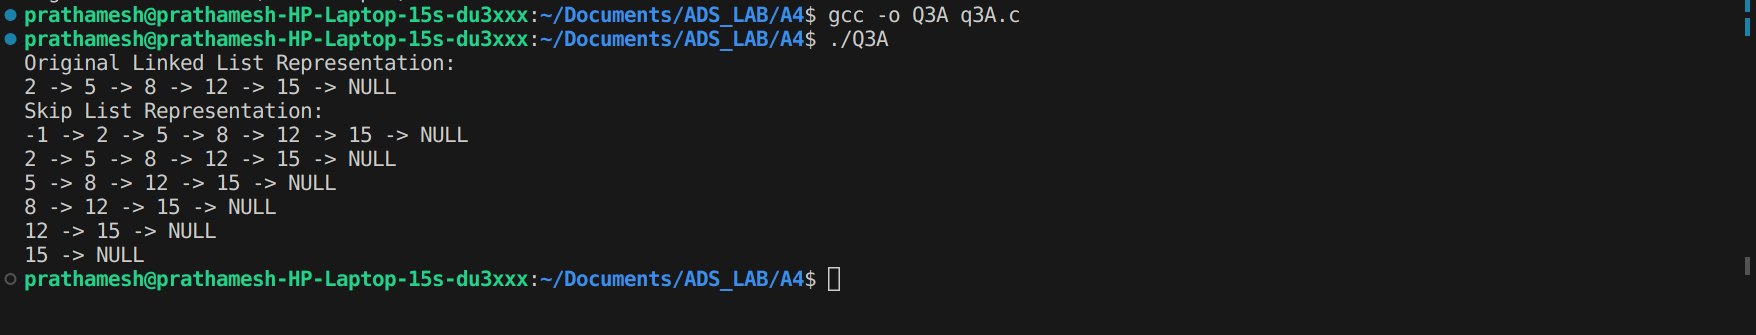 prathamesh@prathamesh-HP-Laptop-15s-du3xxx:~/Documents/ADS_LAB/A4$ gcc -o Q3A q3A.c
prathamesh@prathamesh-HP-Laptop-15s-du3xxx:~/Documents/ADS_LAB/A4$ ./Q3A
Original Linked List Representation:
2 -> 5 -> 8 -> 12 -> 15 -> NULL
Skip List Representation:
-1 -> 2 -> 5 -> 8 -> 12 -> 15 -> NULL
2 -> 5 -> 8 -> 12 -> 15 -> NULL
5 -> 8 -> 12 -> 15 -> NULL
8 -> 12 -> 15 -> NULL
12 -> 15 -> NULL
15 -> NULL
prathamesh@prathamesh-HP-Laptop-15s-du3xxx:~/Documents/ADS_LAB/A4$